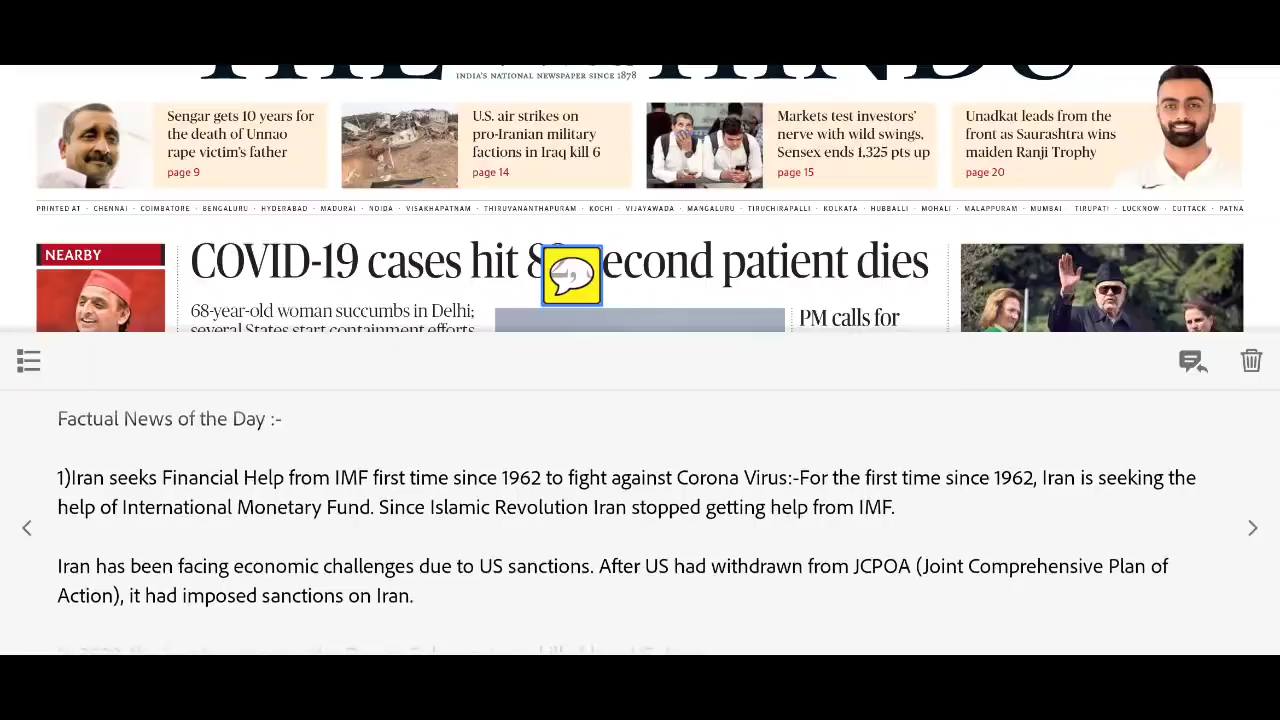 THE HINDU
INDIA'S NATIONAL NEWSPAPER SINCE 1878
Sengar gets 10 years for
the death of Unnao
rape victim's father
page 9
U.S. air strikes on
pro-Iranian military
factions in Iraq kill 6
page 14
Markets test investors'
nerve with wild swings,
Sensex ends 1,325 pts up
page 15
Unadkat leads from the
front as Saurashtra wins
maiden Ranji Trophy
page 20
PRINTED AT · CHENNAI · COIMBATORE · BENGALURU · HYDERABAD · MADURAI · NOIDA · VISAKHAPATNAM · THIRUVANANTHAPURAM · KOCHI · VIJAYAWADA · MANGALURU · TIRUCHIRAPALLI · KOLKATA · HUBBALLI · MOHALI · MALAPPURAM · MUMBAI · TIRUPATI · LUCKNOW · CUTTACK · PATNA
NEARBY
COVID-19 cases hit econd patient dies
68-year-old woman succumbs in Delhi;
several States start containment efforts
PM calls for
Factual News of the Day :-
1)Iran seeks Financial Help from IMF first time since 1962 to fight against Corona Virus:-For the first time since 1962, Iran is seeking the
help of International Monetary Fund. Since Islamic Revolution Iran stopped getting help from IMF.
Iran has been facing economic challenges due to US sanctions. After US had withdrawn from JCPOA (Joint Comprehensive Plan of
Action), it had imposed sanctions on Iran.